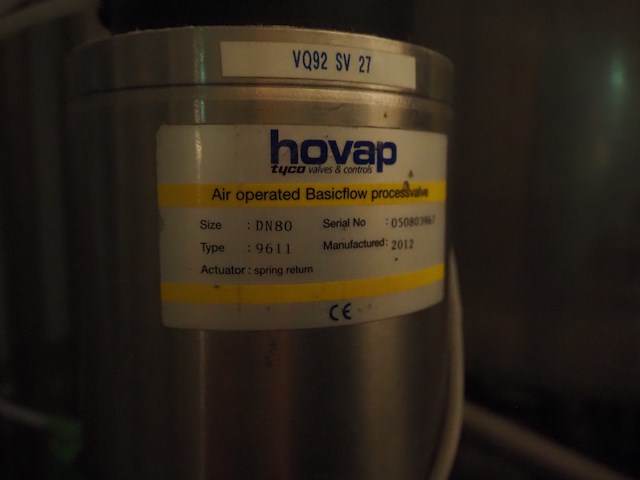 VQ92 SV 27
hovap
tyco valves & controls
Air operated Basicflow processvalve
Size : DN80 Serial No : 050803867
Type : 9611 Manufactured: 2012
Actuator : spring return
CE